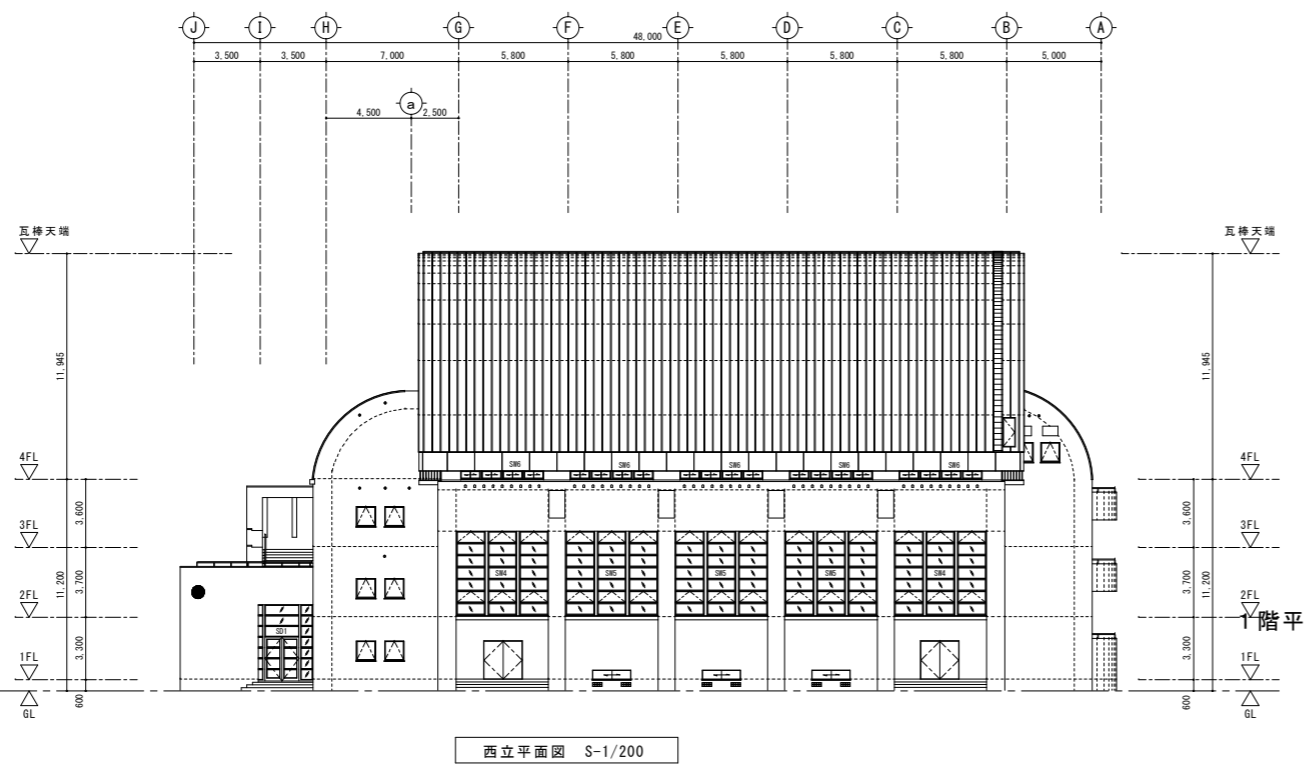 J I H G F E D C B A
48,000
3,500 3,500 7,000 5,800 5,800 5,800 5,800 5,800 5,000
a
4,500 2,500
瓦棒天端 瓦棒天端
11,945 11,945
SW6 SW6 SW6 SW6 SW6
4FL 4FL
3,600 3,600
3FL 3FL
SW4 SW5 SW5 SW5 SW4
11,200 3,700 3,700 11,200
2FL 2FL
1階平
SD1
3,300 3,300
1FL 1FL
600 600
GL GL
西立平面図 S-1/200